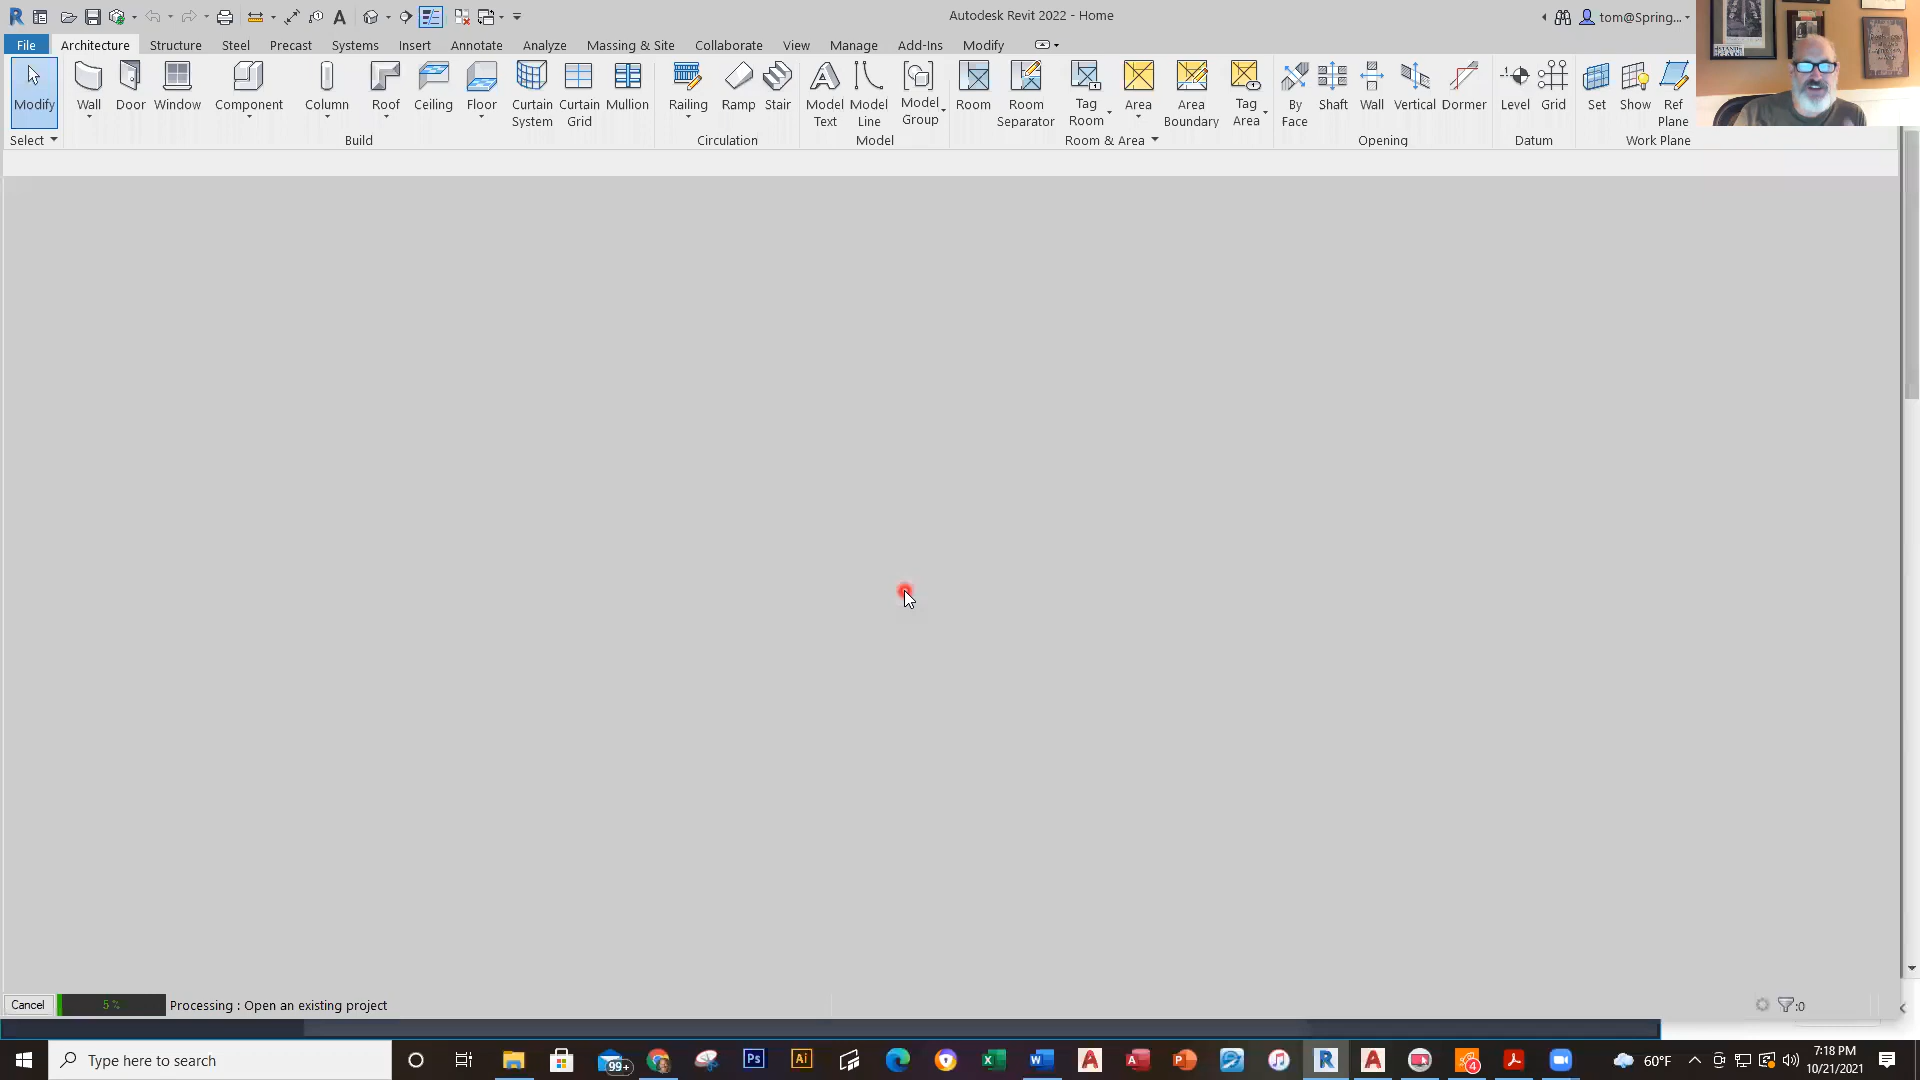 Autodesk Revit 2022 - Home
tom@Spring...
File
Architecture
Structure
Steel
Precast
Systems
Insert
Annotate
Analyze
Massing & Site
Collaborate
View
Manage
Add-Ins
Modify
Modify
Wall
Door
Window
Component
Column
Roof
Ceiling
Floor
Curtain
System
Curtain
Grid
Mullion
Railing
Ramp
Stair
Model
Text
Model
Line
Model
Group
Room
Room
Separator
Tag
Room
Area
Area
Boundary
Tag
Area
By
Face
Shaft
Wall
Vertical
Dormer
Level
Grid
Set
Show
Ref
Plane
Select
Build
Circulation
Model
Room & Area
Opening
Datum
Work Plane
Cancel
5 %
Processing : Open an existing project
:0
Type here to search
99+
Ps
Ai
4
60°F
7:18 PM
10/21/2021